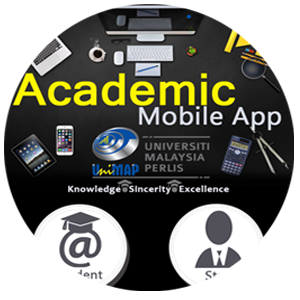 Academic
Mobile App
UniMAP
UNIVERSITI
MALAYSIA
PERLIS
Knowledge Sincerity Excellence
@